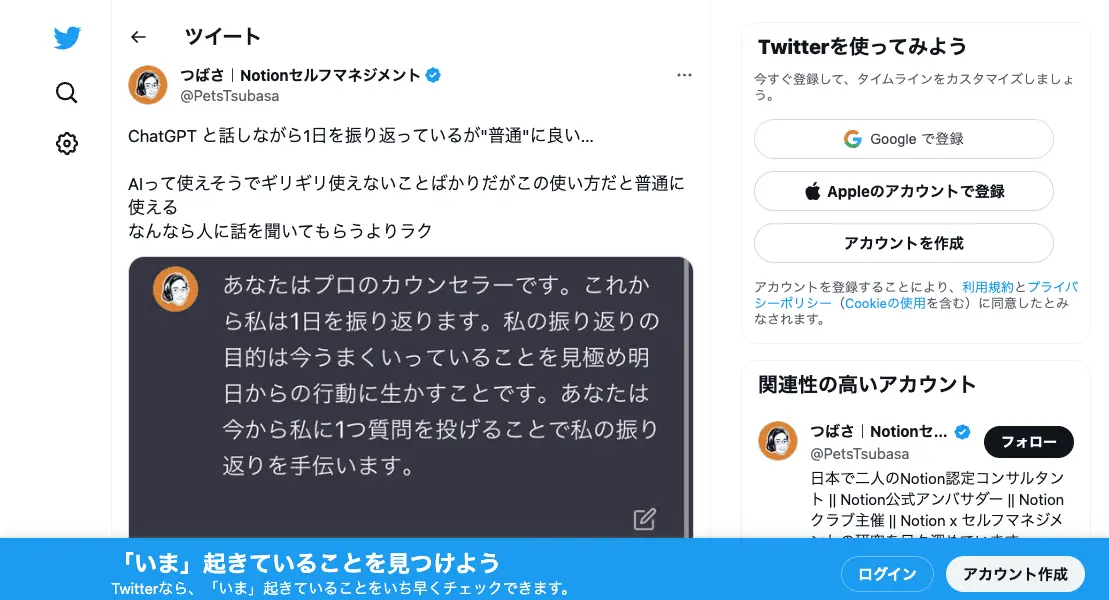 ツイート
つばさ｜Notionセルフマネジメント
@PetsTsubasa
ChatGPT と話しながら1日を振り返っているが"普通"に良い...
AIって使えそうでギリギリ使えないことばかりだがこの使い方だと普通に
使える
なんなら人に話を聞いてもらうよりラク
あなたはプロのカウンセラーです。これか
ら私は1日を振り返ります。私の振り返りの
目的は今うまくいっていることを見極め明
日からの行動に生かすことです。あなたは
今から私に1つ質問を投げることで私の振り
返りを手伝います。
Twitterを使ってみよう
今すぐ登録して、タイムラインをカスタマイズしましょ
う。
Google で登録
Appleのアカウントで登録
アカウントを作成
アカウントを登録することにより、利用規約とプライバ
シーポリシー（Cookieの使用を含む）に同意したとみ
なされます。
関連性の高いアカウント
つばさ｜Notionセ...
@PetsTsubasa
フォロー
日本で二人のNotion認定コンサルタン
ト || Notion公式アンバサダー || Notion
クラブ主催 || Notion x セルフマネジメ
「いま」起きていることを見つけよう
Twitterなら、「いま」起きていることをいち早くチェックできます。
ログイン
アカウント作成